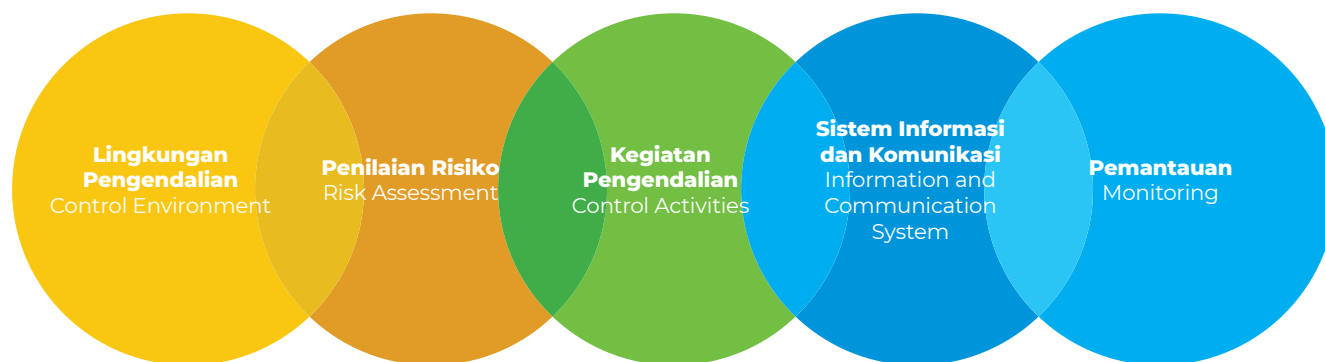 Lingkungan
Pengendalian
Control Environment
Penilaian Risiko
Risk Assessment
Kegiatan
Pengendalian
Control Activities
Sistem Informasi
dan Komunikasi
Information and
Communication
System
Pemantauan
Monitoring